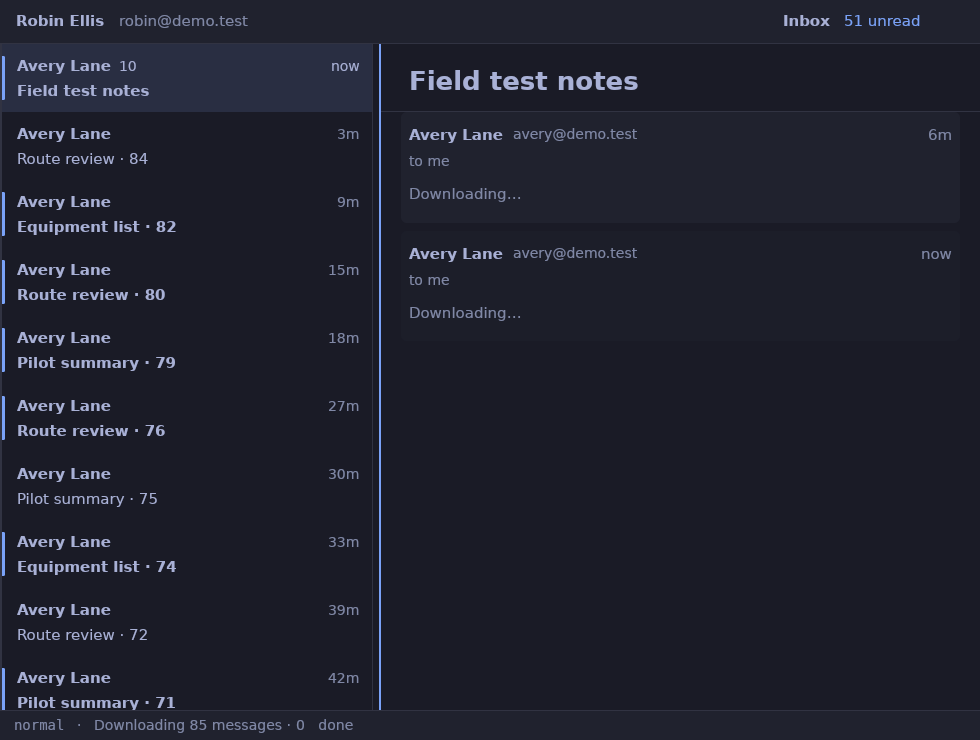 Robin Ellis robin@demo.test Inbox 51 unread
Avery Lane 10 now
Field test notes
Avery Lane 3m
Route review · 84
Avery Lane 9m
Equipment list · 82
Avery Lane 15m
Route review · 80
Avery Lane 18m
Pilot summary · 79
Avery Lane 27m
Route review · 76
Avery Lane 30m
Pilot summary · 75
Avery Lane 33m
Equipment list · 74
Avery Lane 39m
Route review · 72
Avery Lane 42m
Pilot summary · 71
Field test notes
Avery Lane avery@demo.test 6m
to me
Downloading…
Avery Lane avery@demo.test now
to me
Downloading…
normal · Downloading 85 messages · 0 done